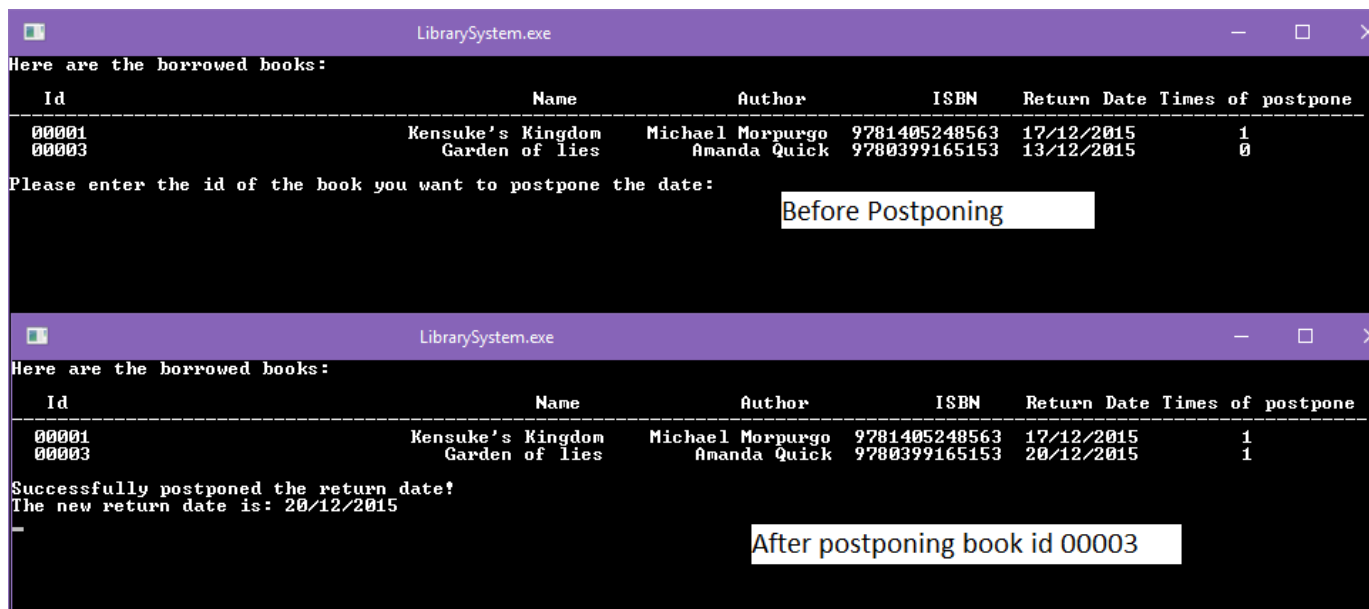 LibrarySystem.exe
Here are the borrowed books:
Id Name Author ISBN Return Date Times of postpone
00001 Kensuke's Kingdom Michael Morpurgo 9781405248563 17/12/2015 1
00003 Garden of lies Amanda Quick 9780399165153 13/12/2015 0
Please enter the id of the book you want to postpone the date:
Before Postponing
LibrarySystem.exe
Here are the borrowed books:
Id Name Author ISBN Return Date Times of postpone
00001 Kensuke's Kingdom Michael Morpurgo 9781405248563 17/12/2015 1
00003 Garden of lies Amanda Quick 9780399165153 20/12/2015 1
Successfully postponed the return date!
The new return date is: 20/12/2015
After postponing book id 00003